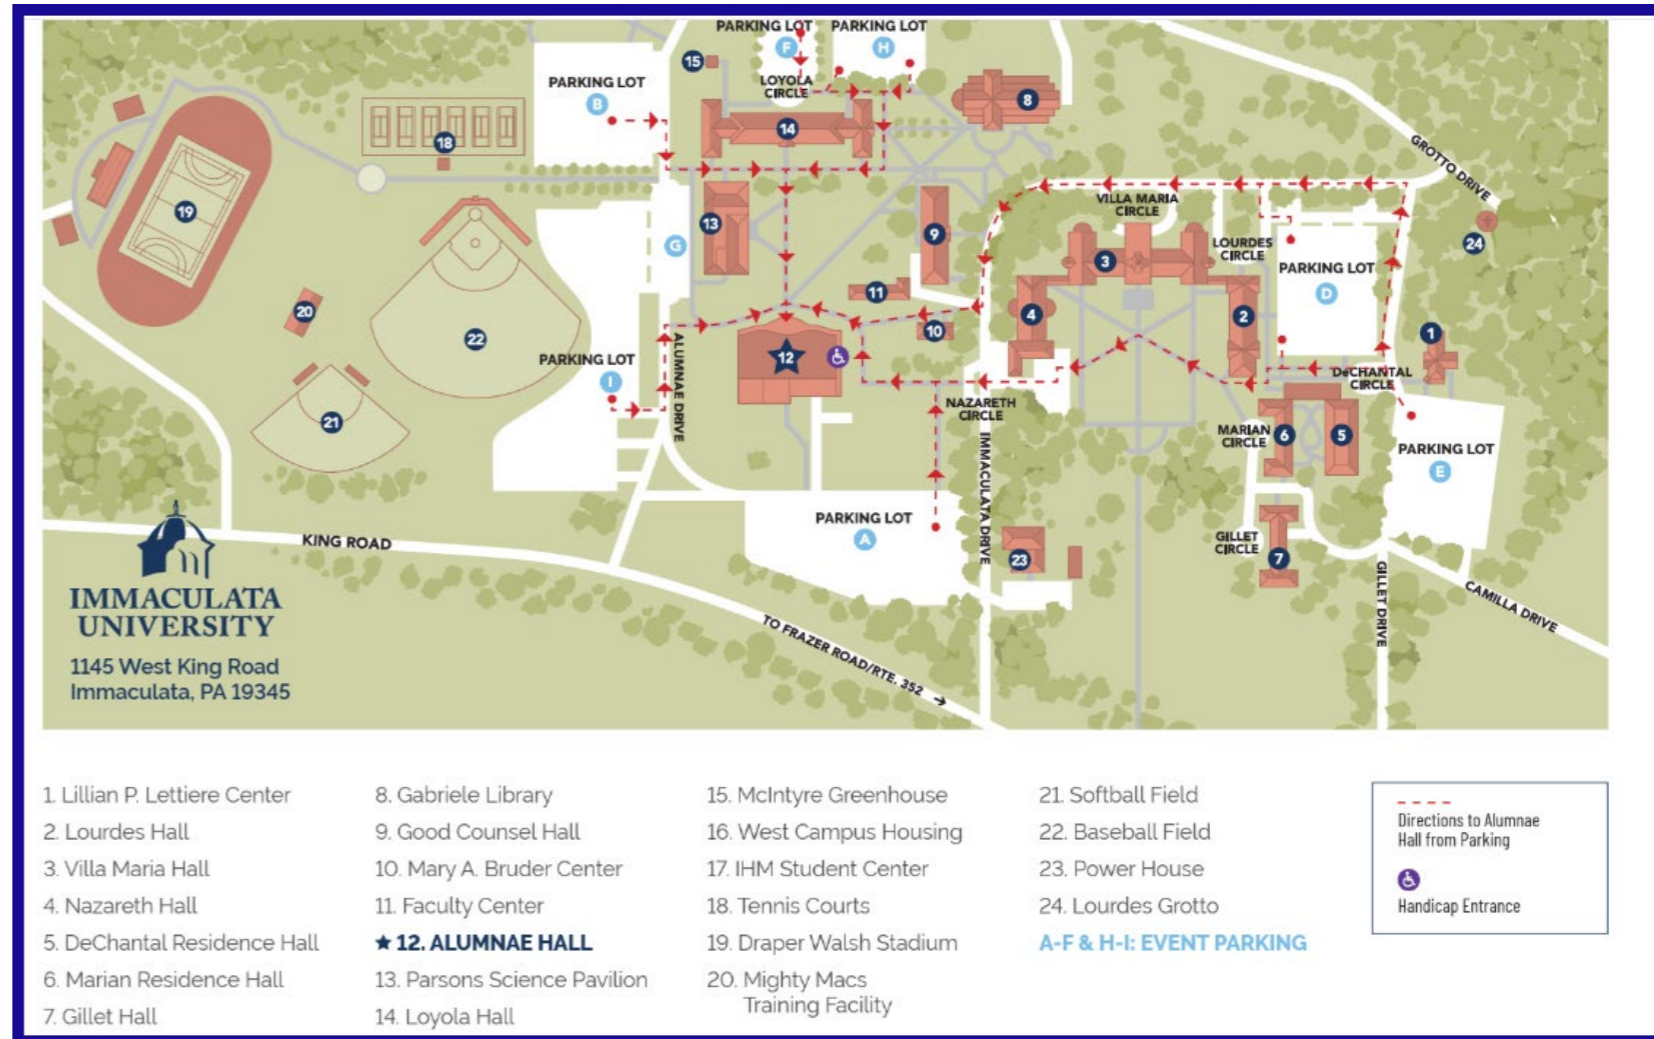 PARKING LOT
F
PARKING LOT
H
15
LOYOLA
CIRCLE
PARKING LOT
B
8
14
18
GROTTO DRIVE
19
13
9
VILLA MARIA
CIRCLE
G
LOURDES
CIRCLE
24
3
PARKING LOT
D
11
20
22
10
4
2
1
PARKING LOT
I
ALUMNAE DRIVE
12
DeCHANTAL
CIRCLE
NAZARETH
CIRCLE
21
MARIAN
CIRCLE
6
5
PARKING LOT
E
IMMACULATA DRIVE
PARKING LOT
A
KING ROAD
GILLET
CIRCLE
23
7
GILLET DRIVE
CAMILLA DRIVE
TO FRAZER ROAD/RTE. 352 →
IMMACULATA
UNIVERSITY
1145 West King Road
Immaculata, PA 19345
1. Lillian P. Lettiere Center
2. Lourdes Hall
3. Villa Maria Hall
4. Nazareth Hall
5. DeChantal Residence Hall
6. Marian Residence Hall
7. Gillet Hall
8. Gabriele Library
9. Good Counsel Hall
10. Mary A. Bruder Center
11. Faculty Center
★ 12. ALUMNAE HALL
13. Parsons Science Pavilion
14. Loyola Hall
15. McIntyre Greenhouse
16. West Campus Housing
17. IHM Student Center
18. Tennis Courts
19. Draper Walsh Stadium
20. Mighty Macs
Training Facility
21. Softball Field
22. Baseball Field
23. Power House
24. Lourdes Grotto
A-F & H-I: EVENT PARKING
Directions to Alumnae
Hall from Parking
Handicap Entrance